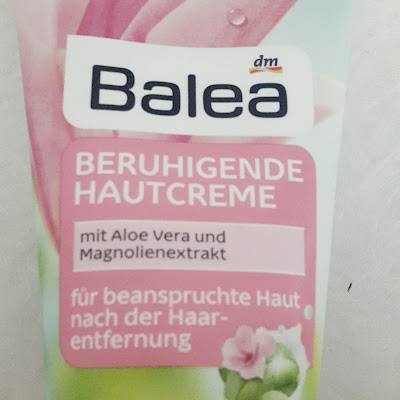 dm
Balea
BERUHIGENDE
HAUTCREME
mit Aloe Vera und
Magnolienextrakt
für beanspruchte Haut
nach der Haar-
entfernung